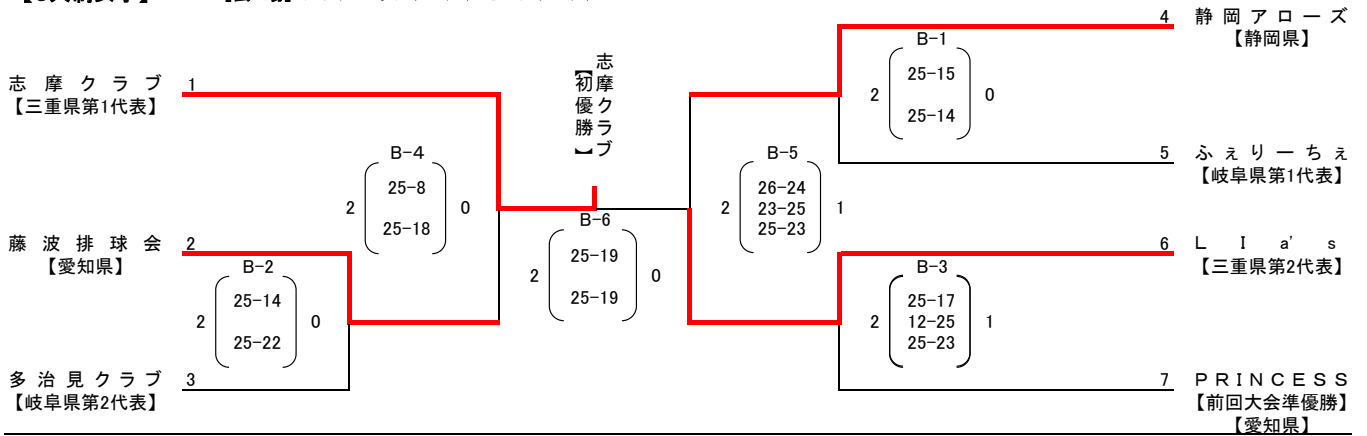 志摩クラブ 1
【三重県第1代表】
藤波排球会 2
【愛知県】
多治見クラブ 3
【岐阜県第2代表】
B-2
2 25-14 0
25-22
B-4
2 25-8 0
25-18
志摩クラブ
【初優勝】
B-6
2 25-19 0
25-19
B-5
26-24
2 23-25 1
25-23
B-1
2 25-15 0
25-14
B-3
25-17
2 12-25 1
25-23
4 静岡アローズ
【静岡県】
5 ふぇりーちぇ
【岐阜県第1代表】
6 ＬＩａ'ｓ
【三重県第2代表】
7 ＰＲＩＮＣＥＳＳ
【前回大会準優勝】
【愛知県】